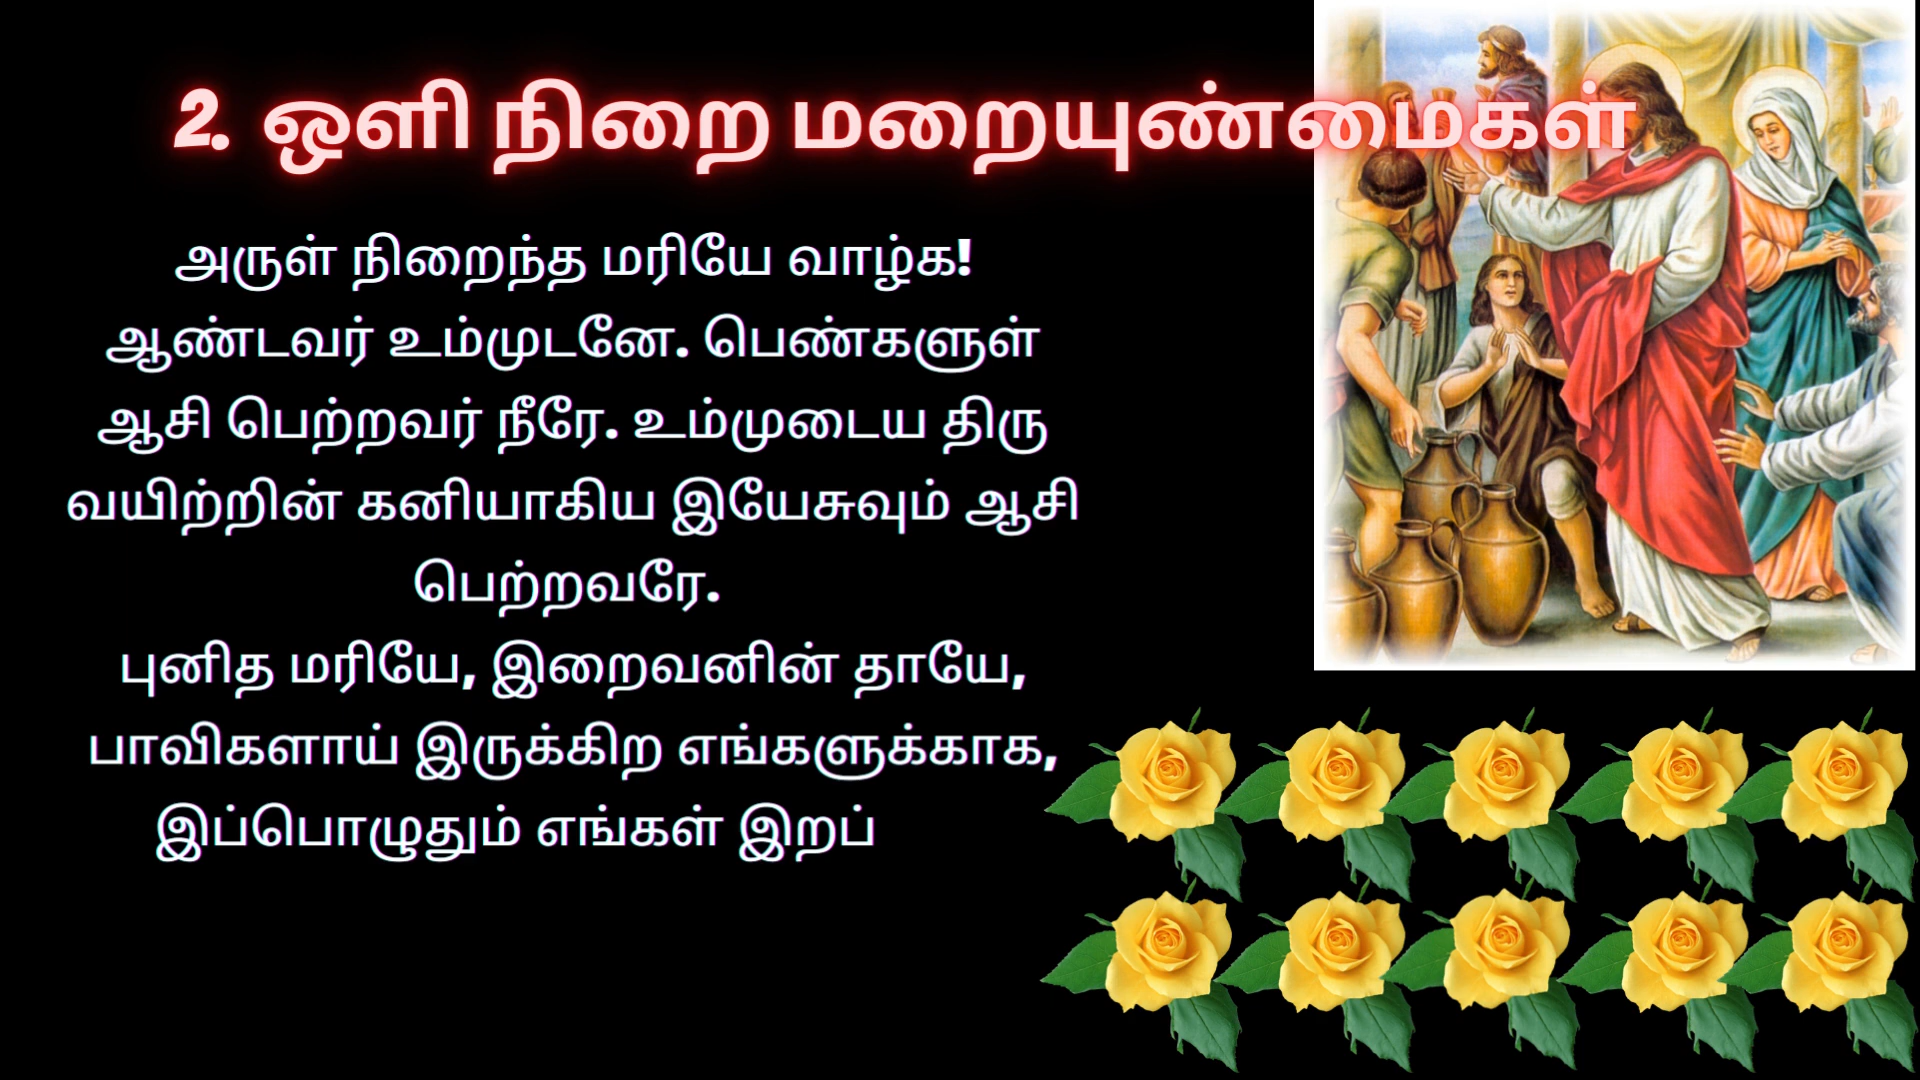 2. ஒளி நிறை மறையுண்மைகள்
அருள் நிறைந்த மரியே வாழ்க!
ஆண்டவர் உம்முடனே. பெண்களுள்
ஆசி பெற்றவர் நீரே. உம்முடைய திரு
வயிற்றின் கனியாகிய இயேசுவும் ஆசி
பெற்றவரே.
புனித மரியே, இறைவனின் தாயே,
பாவிகளாய் இருக்கிற எங்களுக்காக,
இப்பொழுதும் எங்கள் இறப்